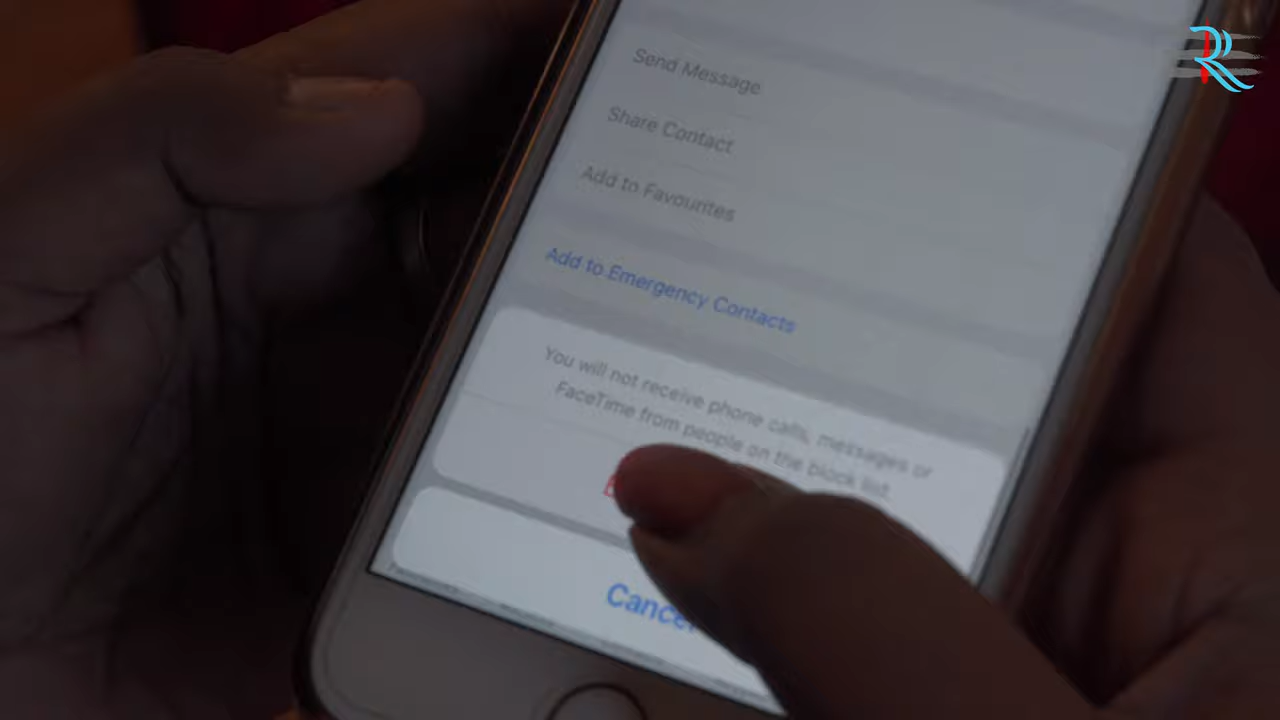 Send Message
Share Contact
Add to Favourites
Add to Emergency Contacts
You will not receive phone calls, messages or
FaceTime from people on the block list.
Cancel